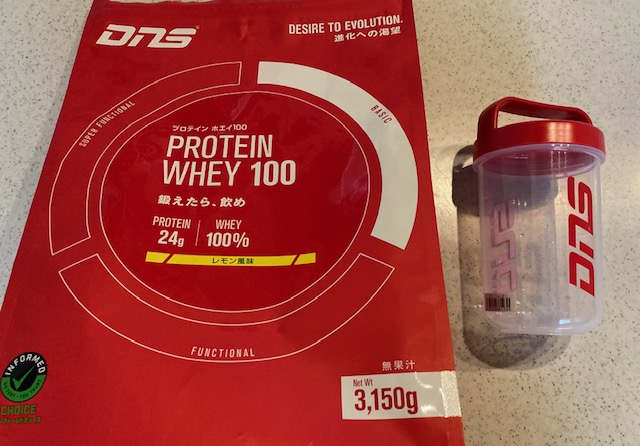 DNS
DESIRE TO EVOLUTION.
進化への渇望
SUPER FUNCTIONAL
BASIC
プロテイン ホエイ100
PROTEIN
WHEY 100
鍛えたら、飲め
PROTEIN
24g
WHEY
100%
レモン風味
FUNCTIONAL
無果汁
Net Wt
3,150g
INFORMED
CHOICE
DNS